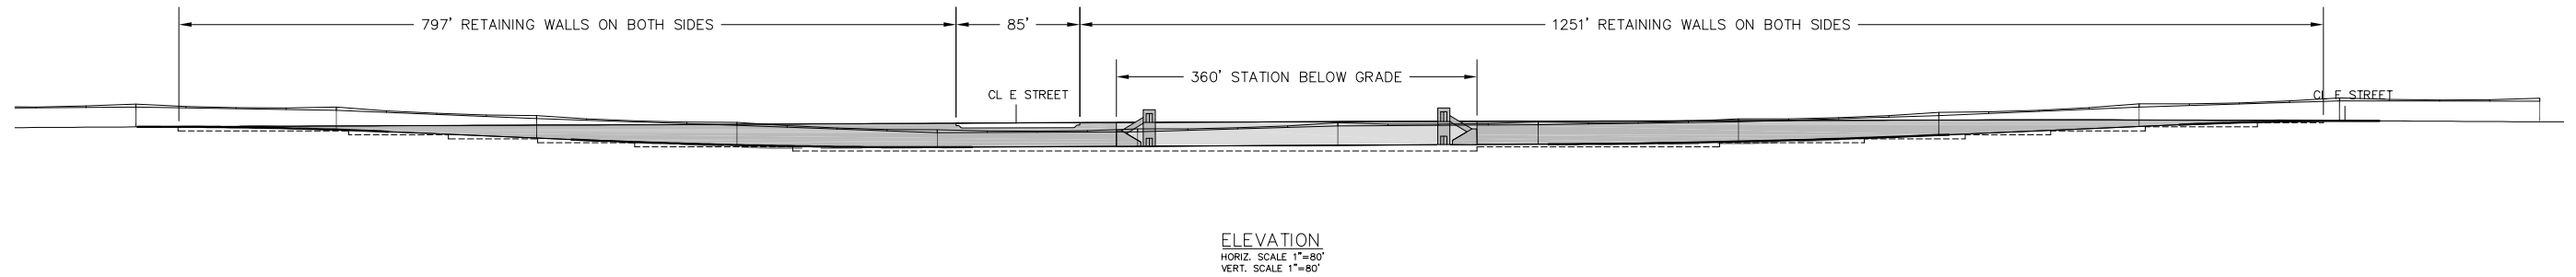 797' RETAINING WALLS ON BOTH SIDES
85'
1251' RETAINING WALLS ON BOTH SIDES
360' STATION BELOW GRADE
CL E STREET
CL E STREET
ELEVATION
HORIZ. SCALE 1"=80'
VERT. SCALE 1"=80'